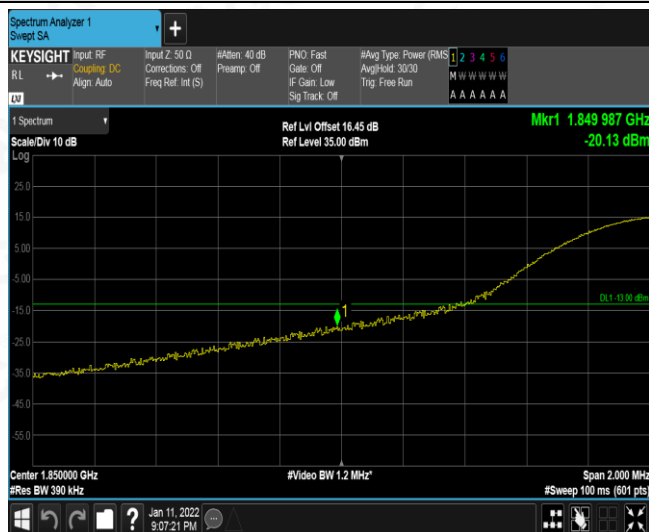 Spectrum Analyzer 1
Swept SA
+
KEYSIGHT
RL
LXI
Input: RF
Coupling: DC
Align: Auto
Input Z: 50 Ω
Corrections: Off
Freq Ref: Int (S)
#Atten: 40 dB
Preamp: Off
PNO: Fast
Gate: Off
IF Gain: Low
Sig Track: Off
#Avg Type: Power (RMS
Avg|Hold: 30/30
Trig: Free Run
1 2 3 4 5 6
M W W W W W
A A A A A A
1 Spectrum
Scale/Div 10 dB
Log
Ref Lvl Offset 16.45 dB
Ref Level 35.00 dBm
Mkr1 1.849 987 GHz
-20.13 dBm
25.0
15.0
5.00
-5.00
-15.0
-25.0
-35.0
-45.0
-55.0
DL1 -13.00 dBm
1
Center 1.850000 GHz
#Res BW 390 kHz
#Video BW 1.2 MHz*
Span 2.000 MHz
#Sweep 100 ms (601 pts)
?
Jan 11, 2022
9:07:21 PM